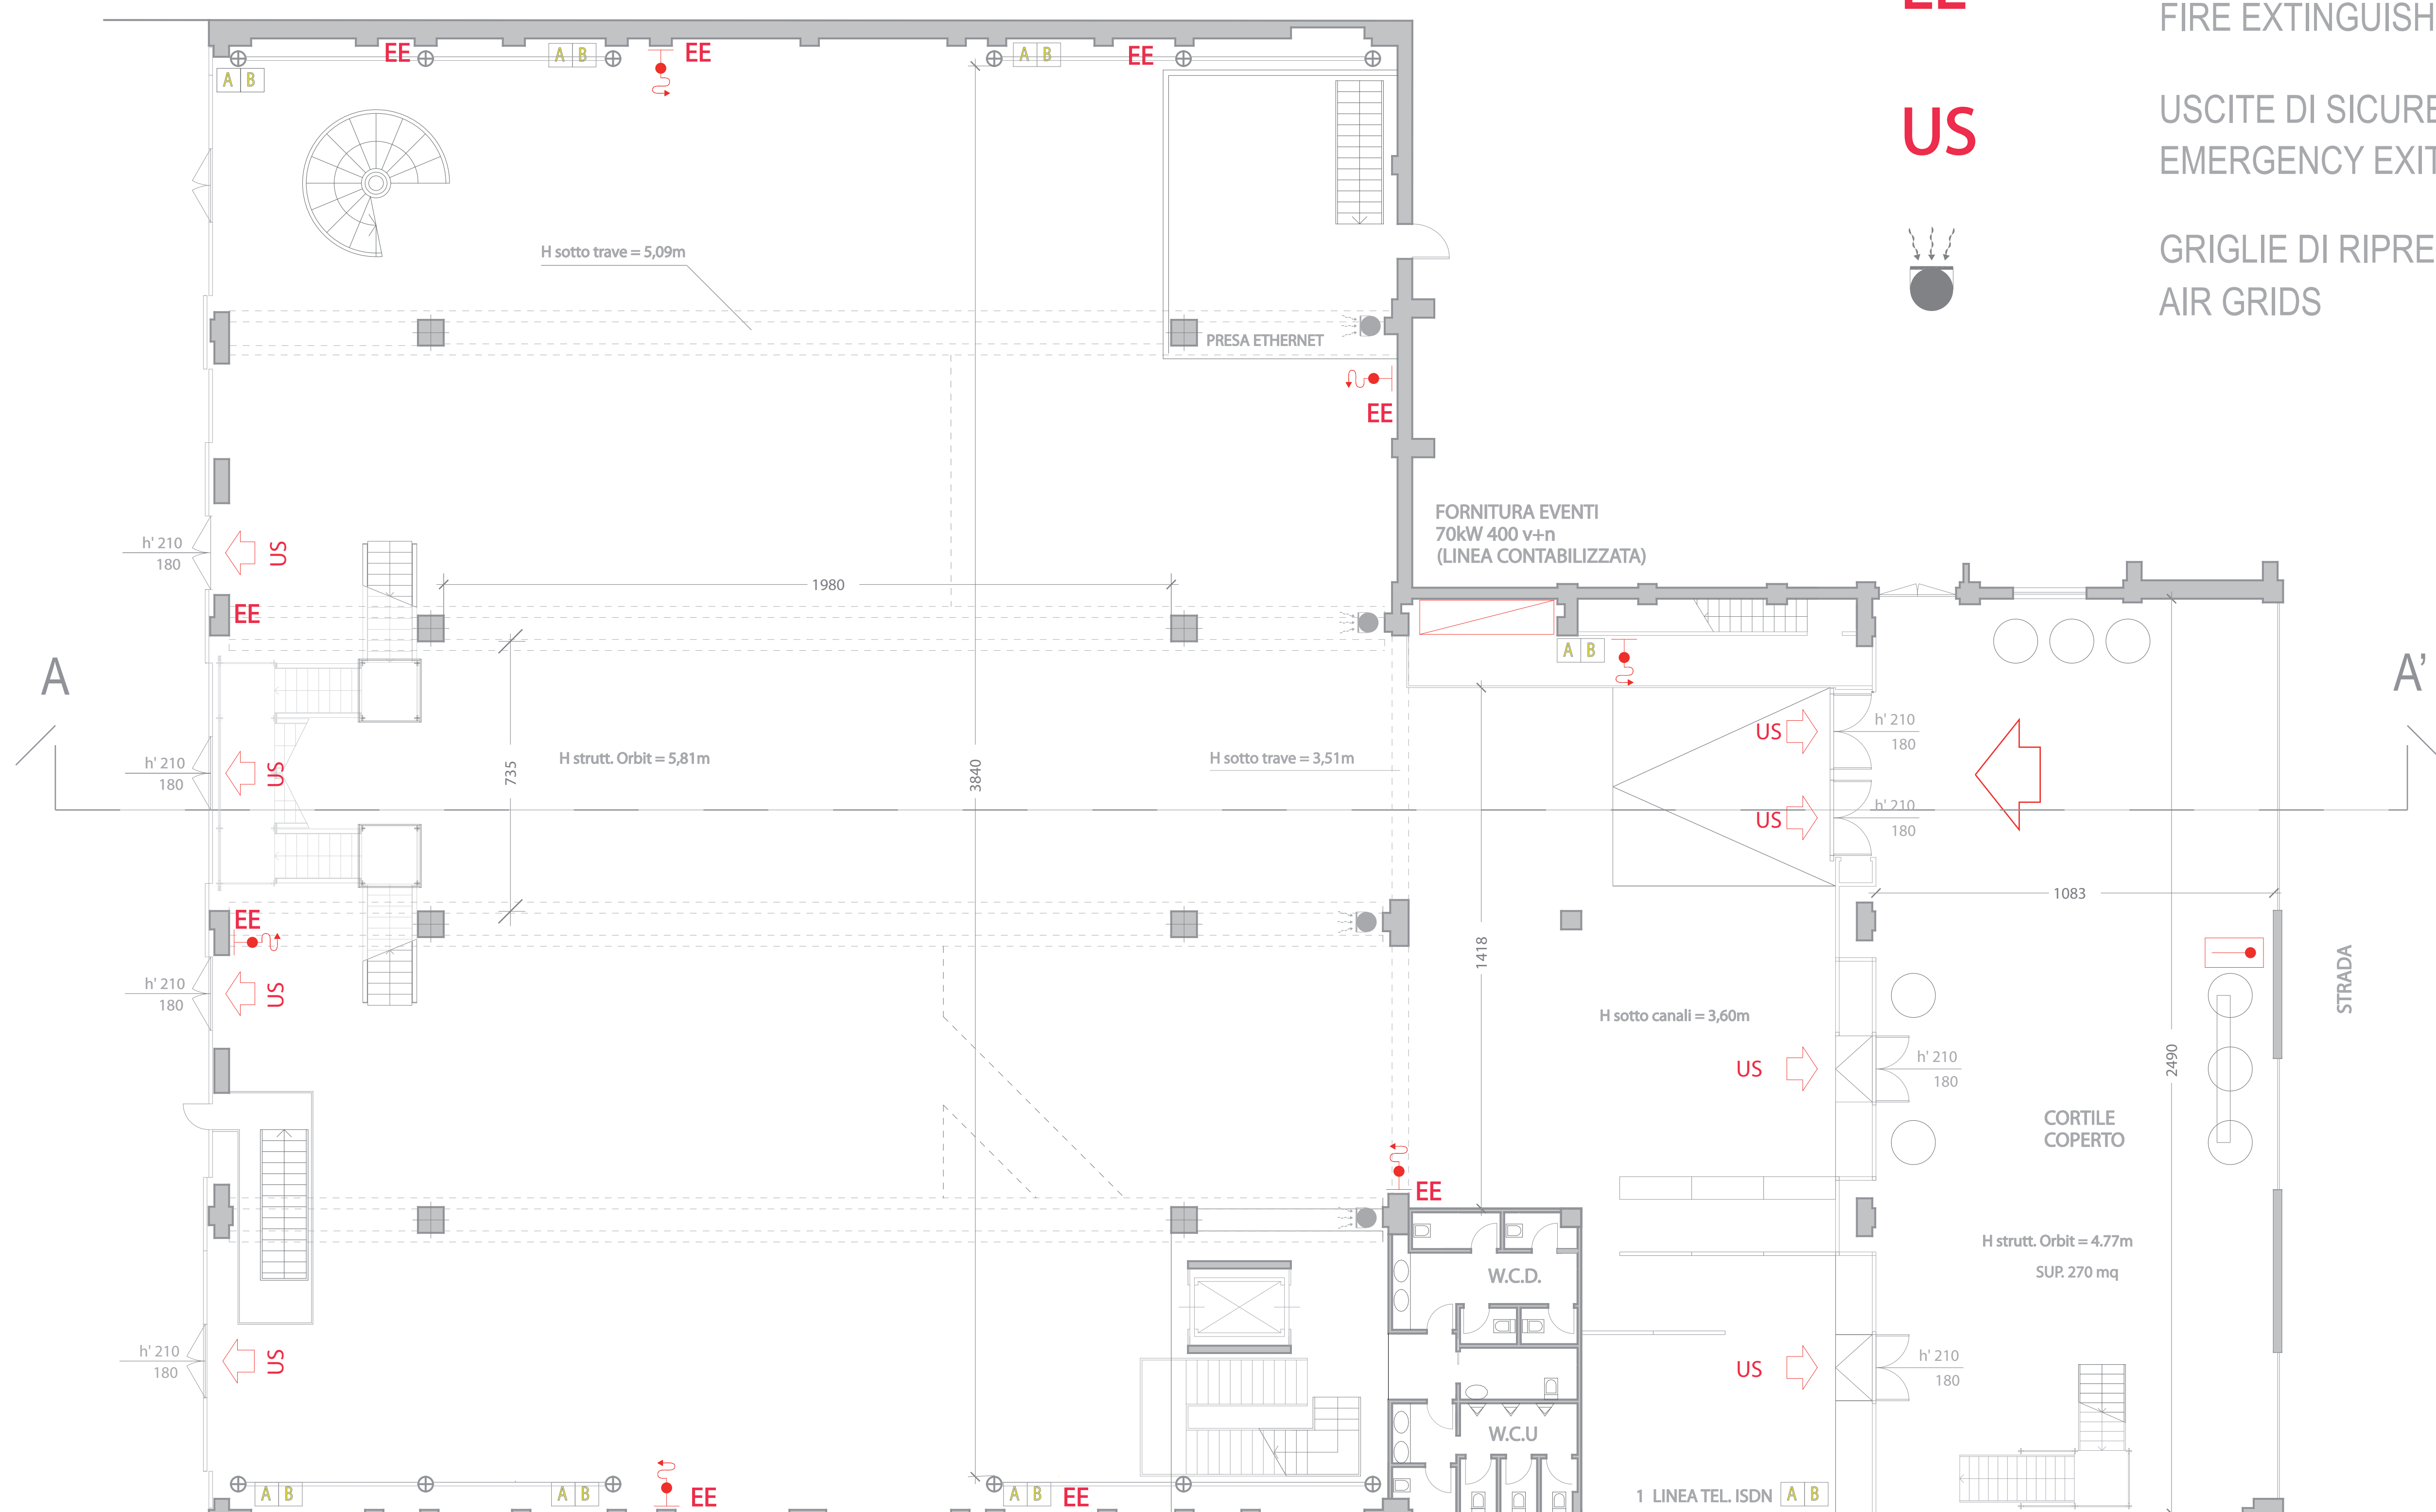 EE
FIRE EXTINGUISH
US
USCITE DI SICURE
EMERGENCY EXIT
GRIGLIE DI RIPRE
AIR GRIDS
EE
A B
EE
A B
EE
A B
H sotto trave = 5,09m
PRESA ETHERNET
EE
FORNITURA EVENTI
70kW 400 v+n
(LINEA CONTABILIZZATA)
h' 210
180
US
EE
1980
A B
A
A'
US
h' 210
180
h' 210
180
US
H strutt. Orbit = 5,81m
735
3840
H sotto trave = 3,51m
US
h' 210
180
1083
EE
1418
STRADA
h' 210
180
US
H sotto canali = 3,60m
US
h' 210
180
2490
CORTILE
COPERTO
EE
H strutt. Orbit = 4.77m
SUP. 270 mq
W.C.D.
h' 210
180
US
US
h' 210
180
W.C.U
A B
A B
EE
A B
EE
1 LINEA TEL. ISDN
A B
A B